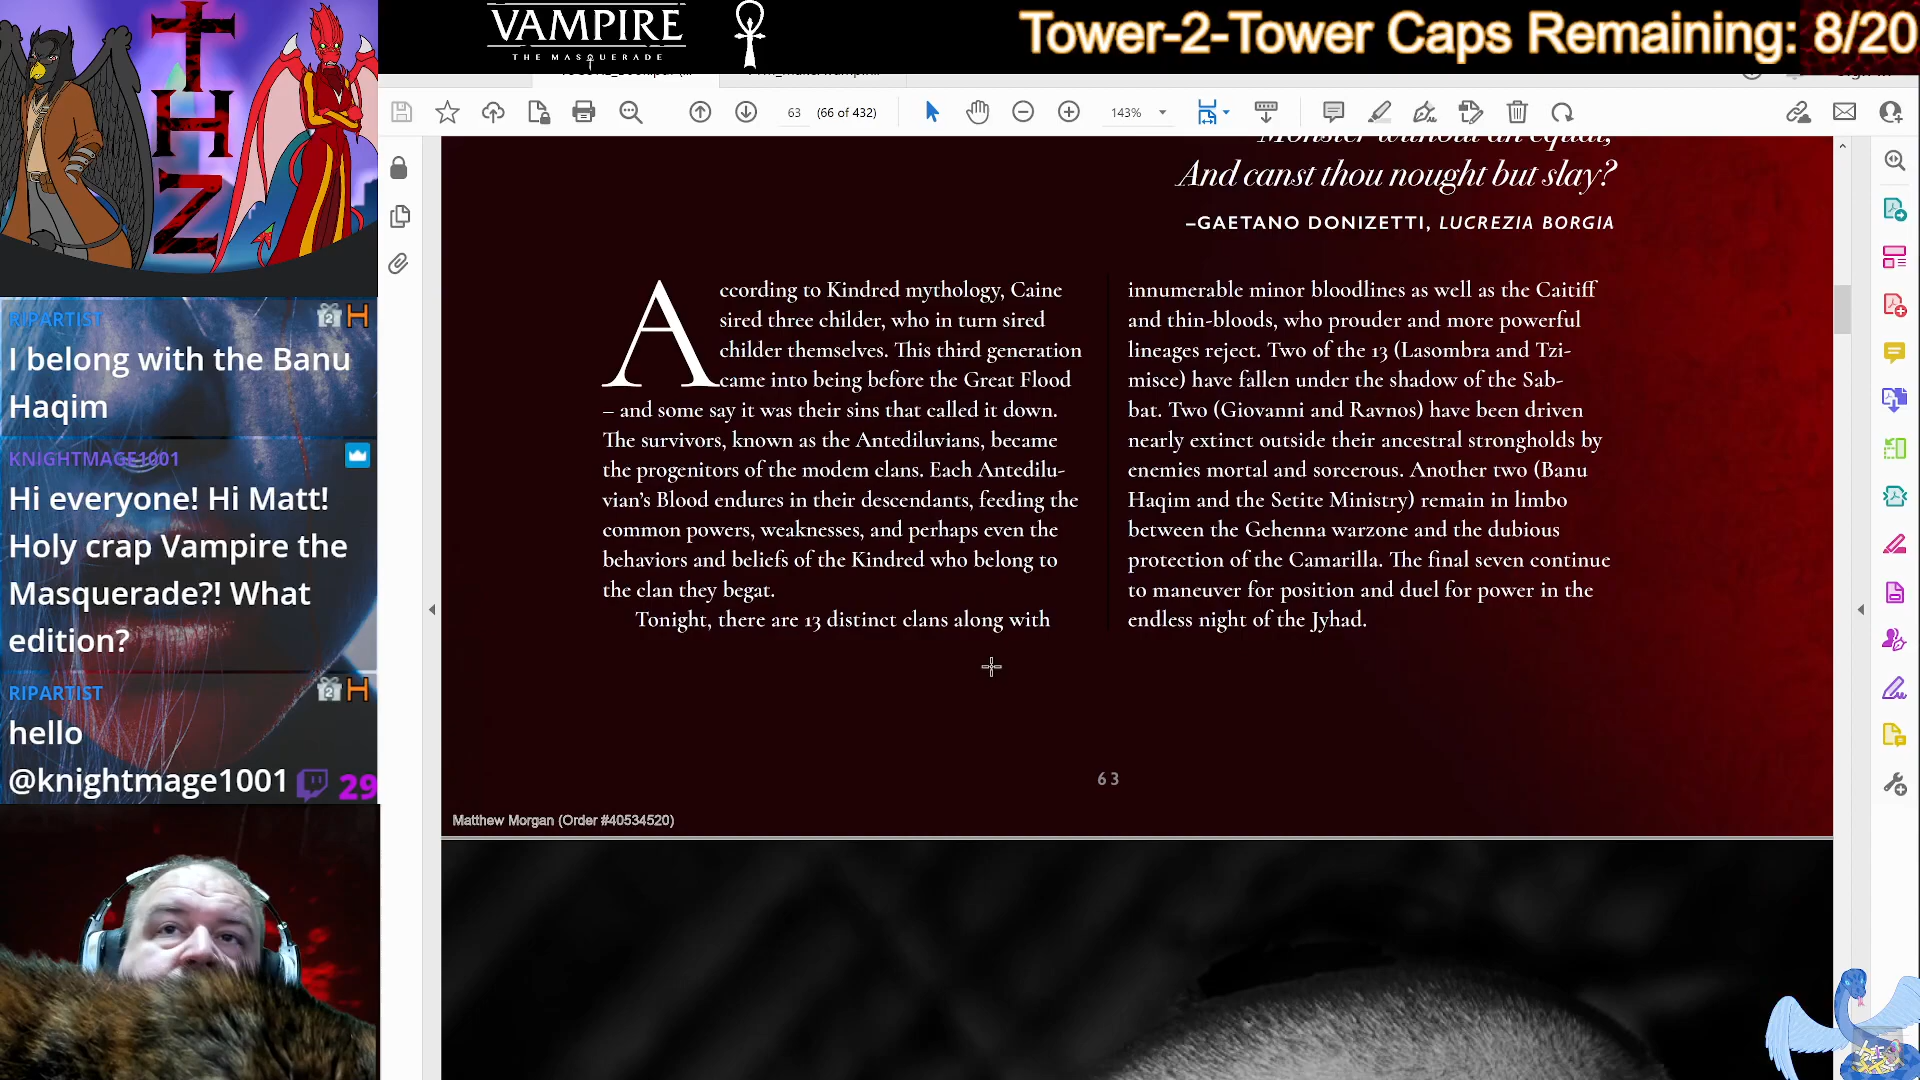 THZ
VAMPIRE
THE MASQUERADE
Tower-2-Tower Caps Remaining: 8/20
63
(66 of 432)
143%
RIPARTIST
I belong with the Banu
Haqim
KNIGHTMAGE1001
Hi everyone! Hi Matt!
Holy crap Vampire the
Masquerade?! What
edition?
RIPARTIST
hello
@knightmage1001
29
Monster without an equal,
And canst thou nought but slay?
–GAETANO DONIZETTI, LUCREZIA BORGIA
According to Kindred mythology, Caine
sired three childer, who in turn sired
childer themselves. This third generation
came into being before the Great Flood
– and some say it was their sins that called it down.
The survivors, known as the Antediluvians, became
the progenitors of the modem clans. Each Antedilu-
vian's Blood endures in their descendants, feeding the
common powers, weaknesses, and perhaps even the
behaviors and beliefs of the Kindred who belong to
the clan they begat.
Tonight, there are 13 distinct clans along with
innumerable minor bloodlines as well as the Caitiff
and thin-bloods, who prouder and more powerful
lineages reject. Two of the 13 (Lasombra and Tzi-
misce) have fallen under the shadow of the Sab-
bat. Two (Giovanni and Ravnos) have been driven
nearly extinct outside their ancestral strongholds by
enemies mortal and sorcerous. Another two (Banu
Haqim and the Setite Ministry) remain in limbo
between the Gehenna warzone and the dubious
protection of the Camarilla. The final seven continue
to maneuver for position and duel for power in the
endless night of the Jyhad.
63
Matthew Morgan (Order #40534520)